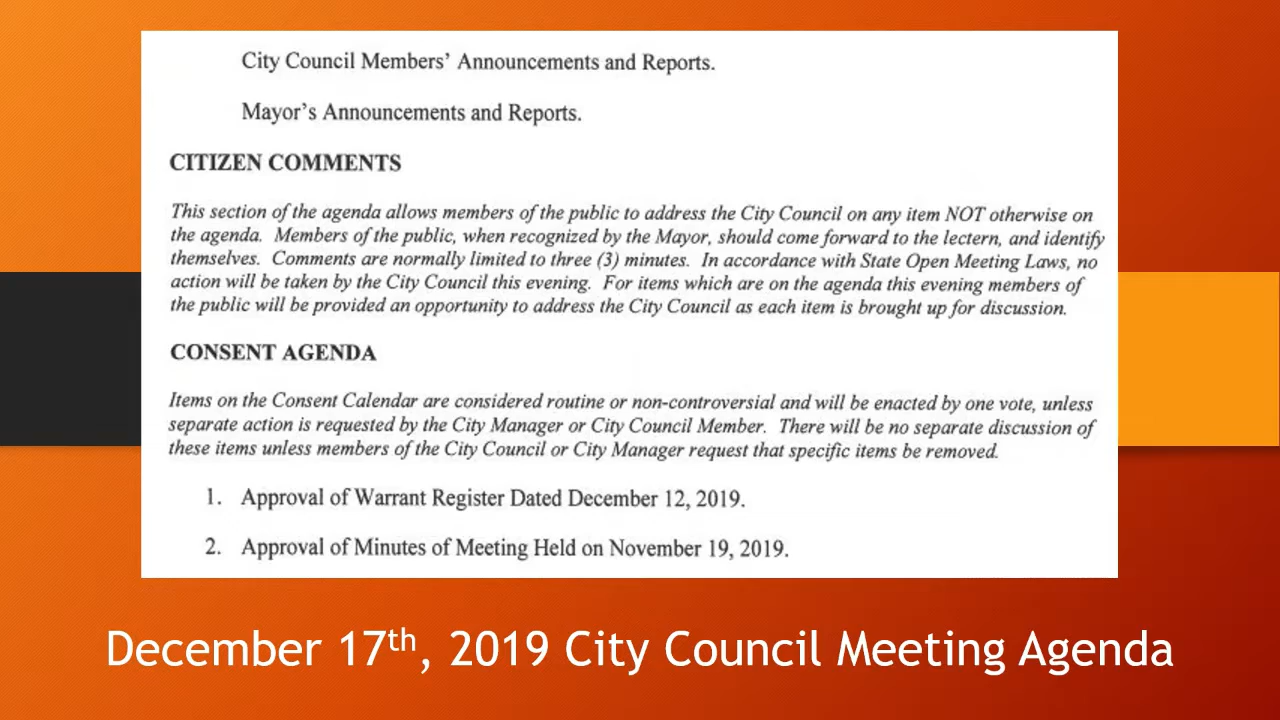 City Council Members' Announcements and Reports.
Mayor's Announcements and Reports.
CITIZEN COMMENTS
This section of the agenda allows members of the public to address the City Council on any item NOT otherwise on
the agenda. Members of the public, when recognized by the Mayor, should come forward to the lectern, and identify
themselves. Comments are normally limited to three (3) minutes. In accordance with State Open Meeting Laws, no
action will be taken by the City Council this evening. For items which are on the agenda this evening members of
the public will be provided an opportunity to address the City Council as each item is brought up for discussion.
CONSENT AGENDA
Items on the Consent Calendar are considered routine or non-controversial and will be enacted by one vote, unless
separate action is requested by the City Manager or City Council Member. There will be no separate discussion of
these items unless members of the City Council or City Manager request that specific items be removed.
1. Approval of Warrant Register Dated December 12, 2019.
2. Approval of Minutes of Meeting Held on November 19, 2019.
December 17th, 2019 City Council Meeting Agenda